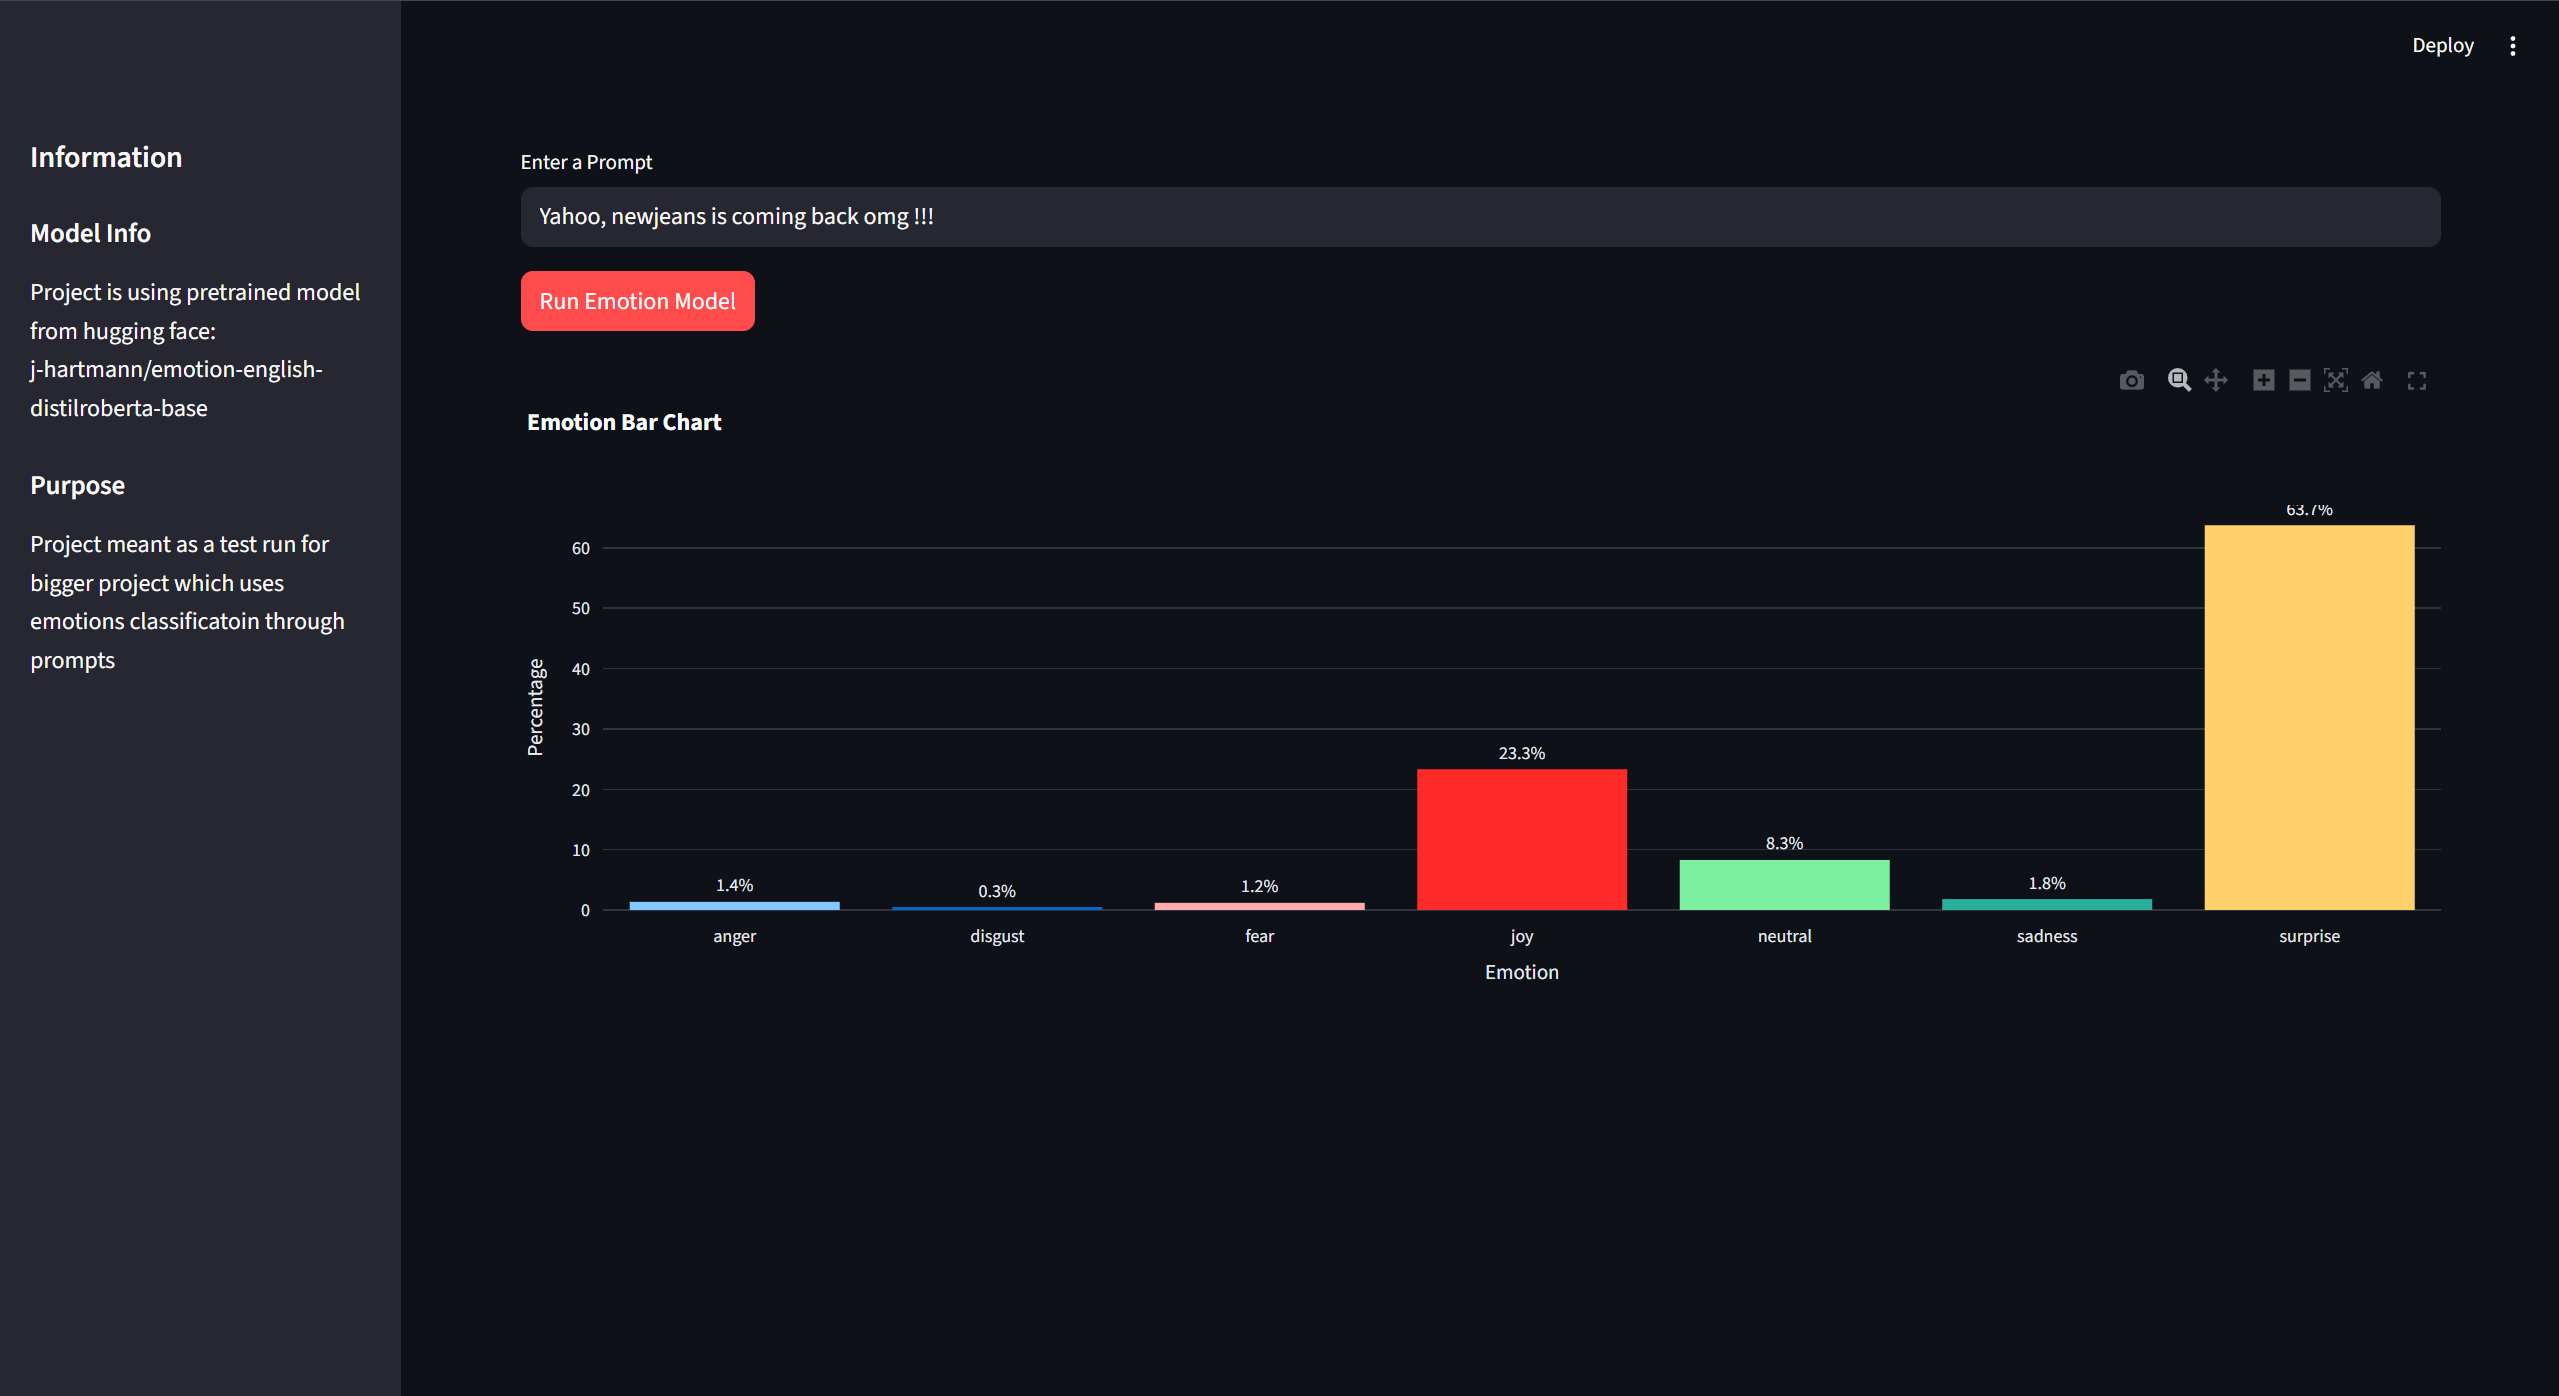 Deploy
Information
Model Info
Project is using pretrained model
from hugging face:
j-hartmann/emotion-english-
distilroberta-base
Purpose
Project meant as a test run for
bigger project which uses
emotions classificatoin through
prompts
Enter a Prompt
Yahoo, newjeans is coming back omg !!!
Run Emotion Model
Emotion Bar Chart
Percentage
60
50
40
30
20
10
0
1.4%
0.3%
1.2%
23.3%
8.3%
1.8%
63.7%
anger
disgust
fear
joy
neutral
sadness
surprise
Emotion